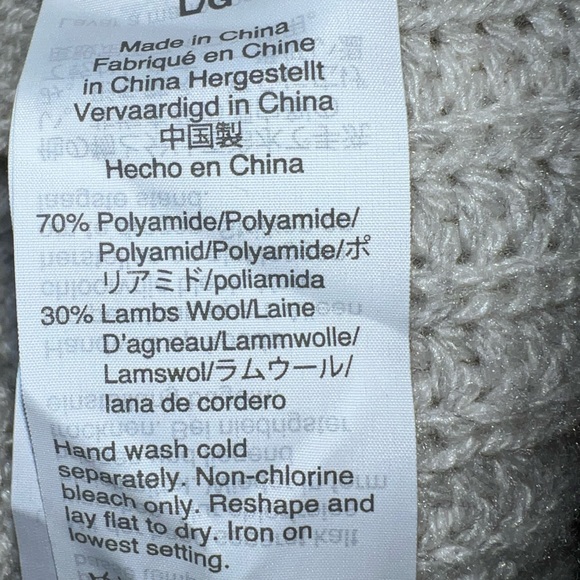 LG
Made in China
Fabriqué en Chine
in China Hergestellt
Vervaardigd in China
中国製
Hecho en China
70% Polyamide/Polyamide/
Polyamid/Polyamide/ポ
リアミド/poliamida
30% Lambs Wool/Laine
D'agneau/Lammwolle/
Lamswol/ラムウール/
lana de cordero
Hand wash cold
separately. Non-chlorine
bleach only. Reshape and
lay flat to dry. Iron on
lowest setting.